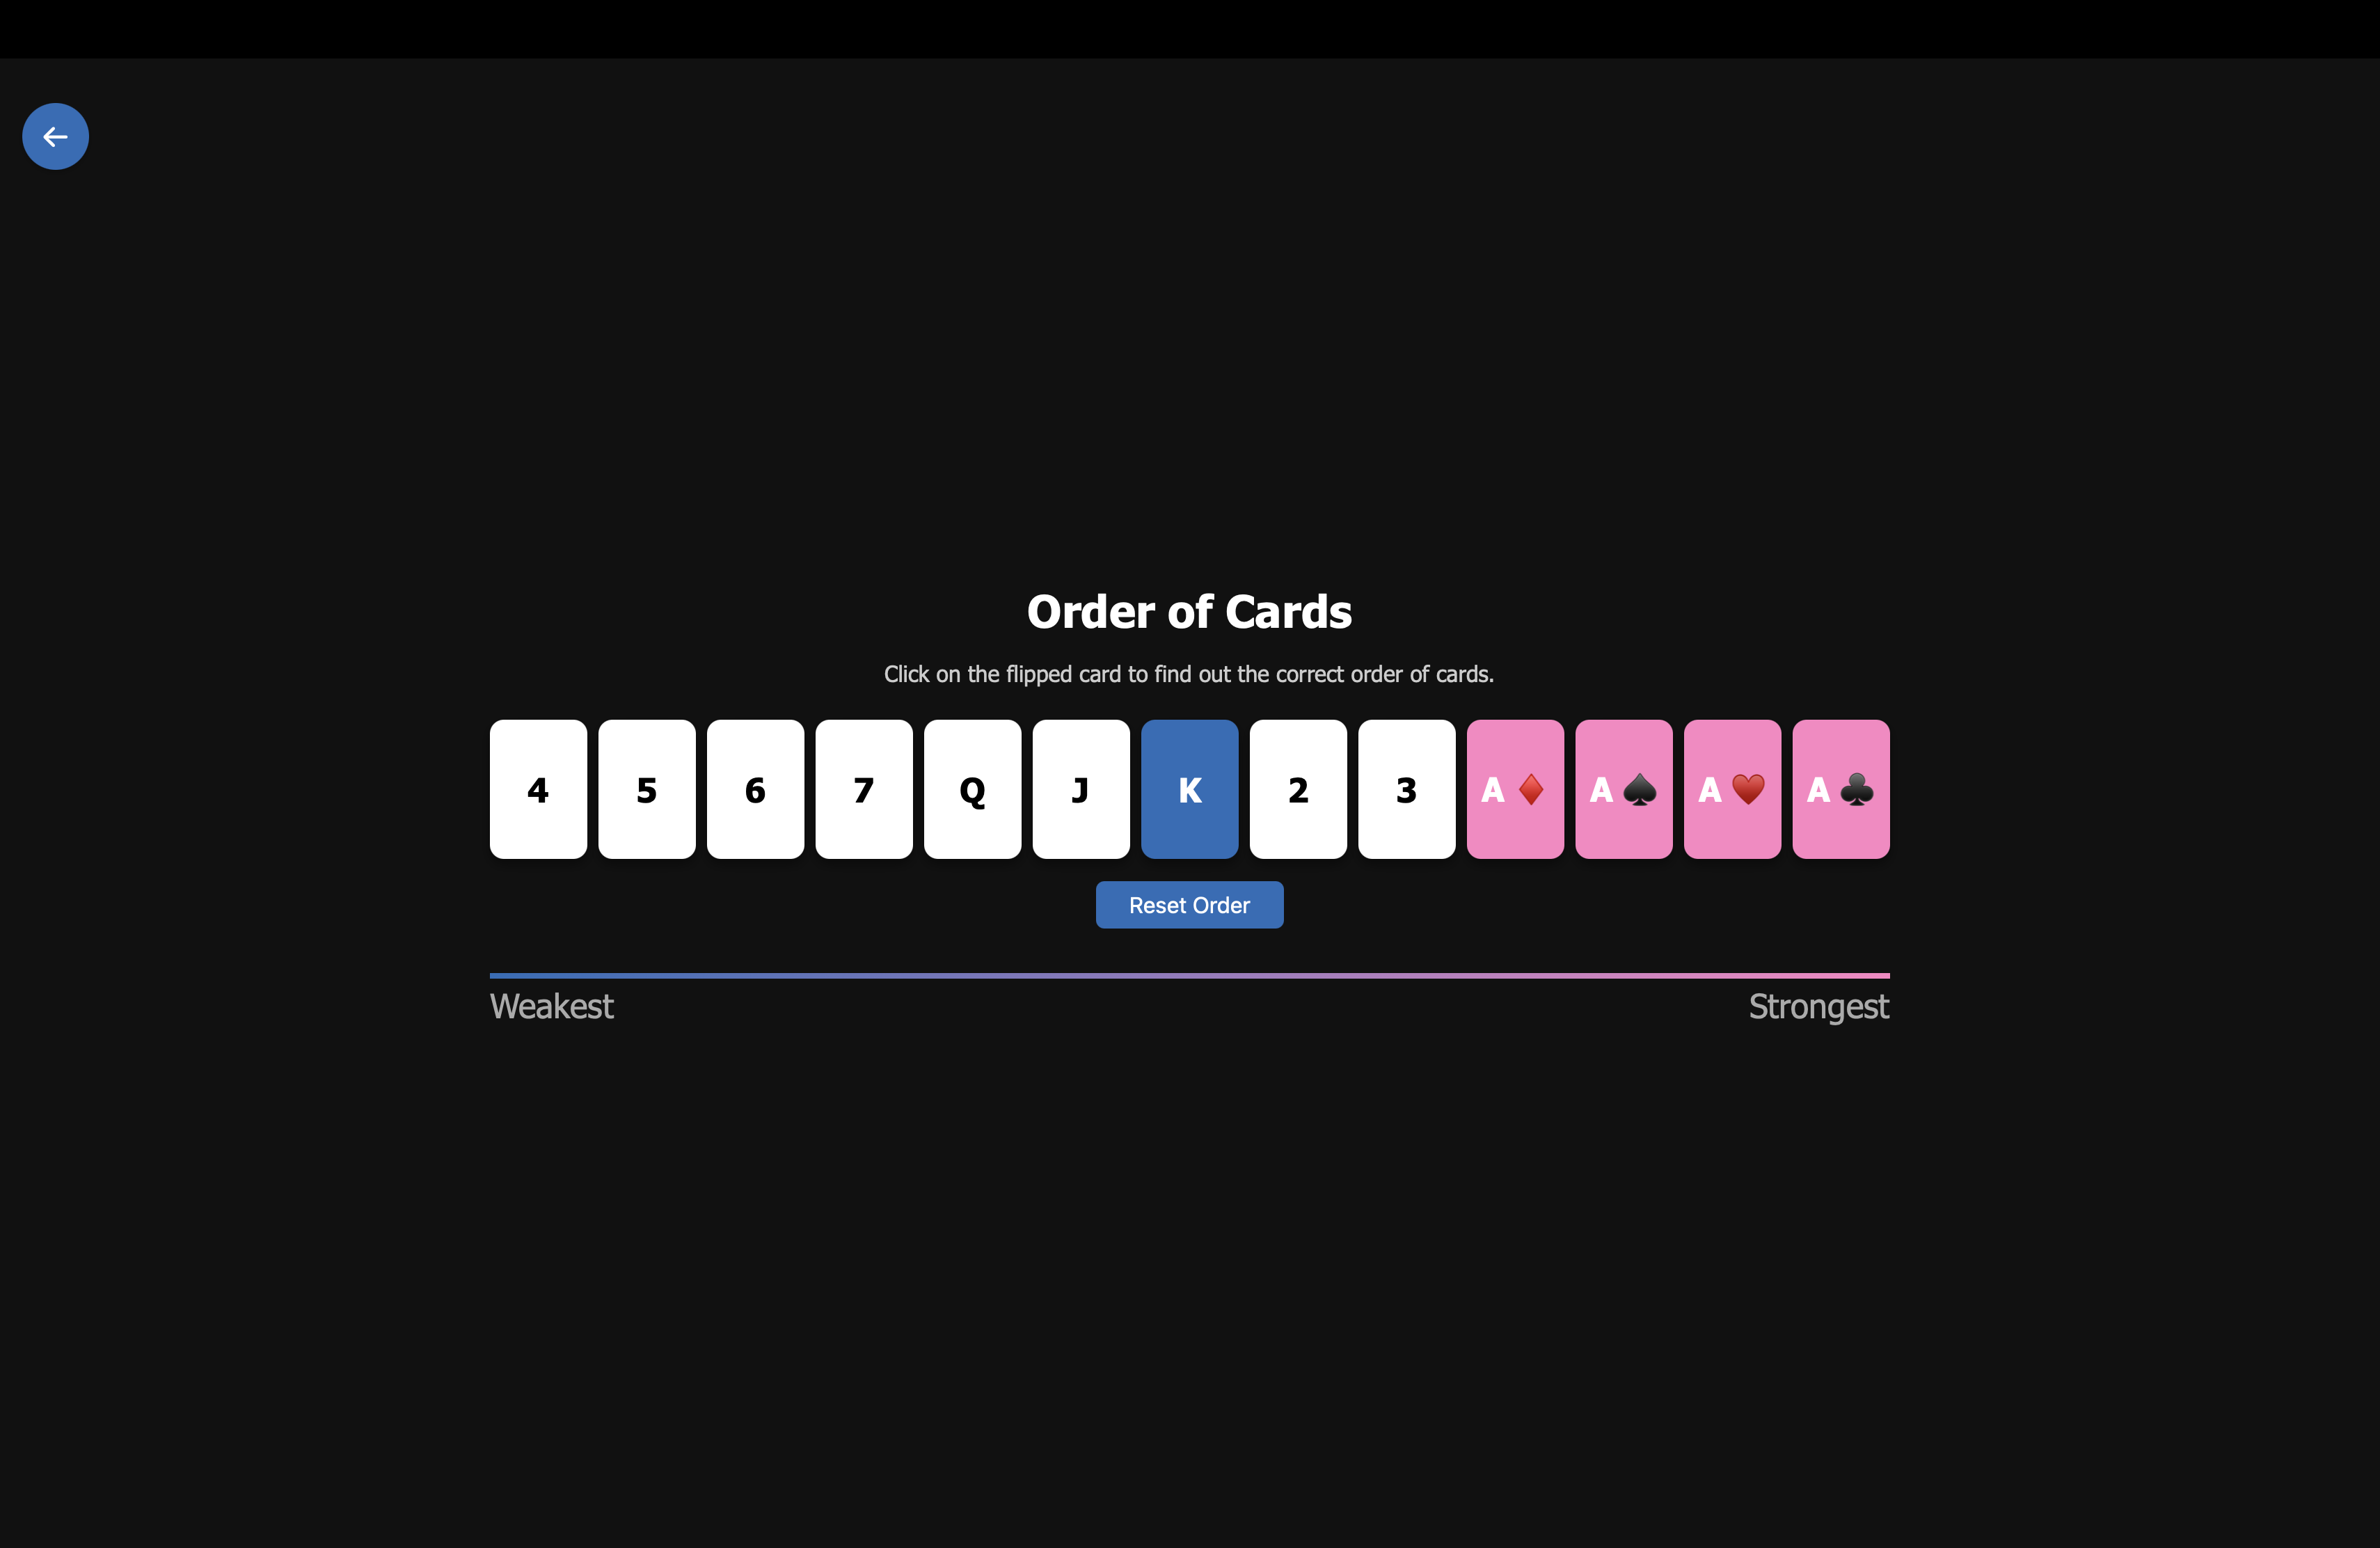 Order of Cards
Click on the flipped card to find out the correct order of cards.
4 5 6 7 Q J K 2 3 A ♦️ A ♠️ A ♥️ A ♣️
Reset Order
Weakest Strongest